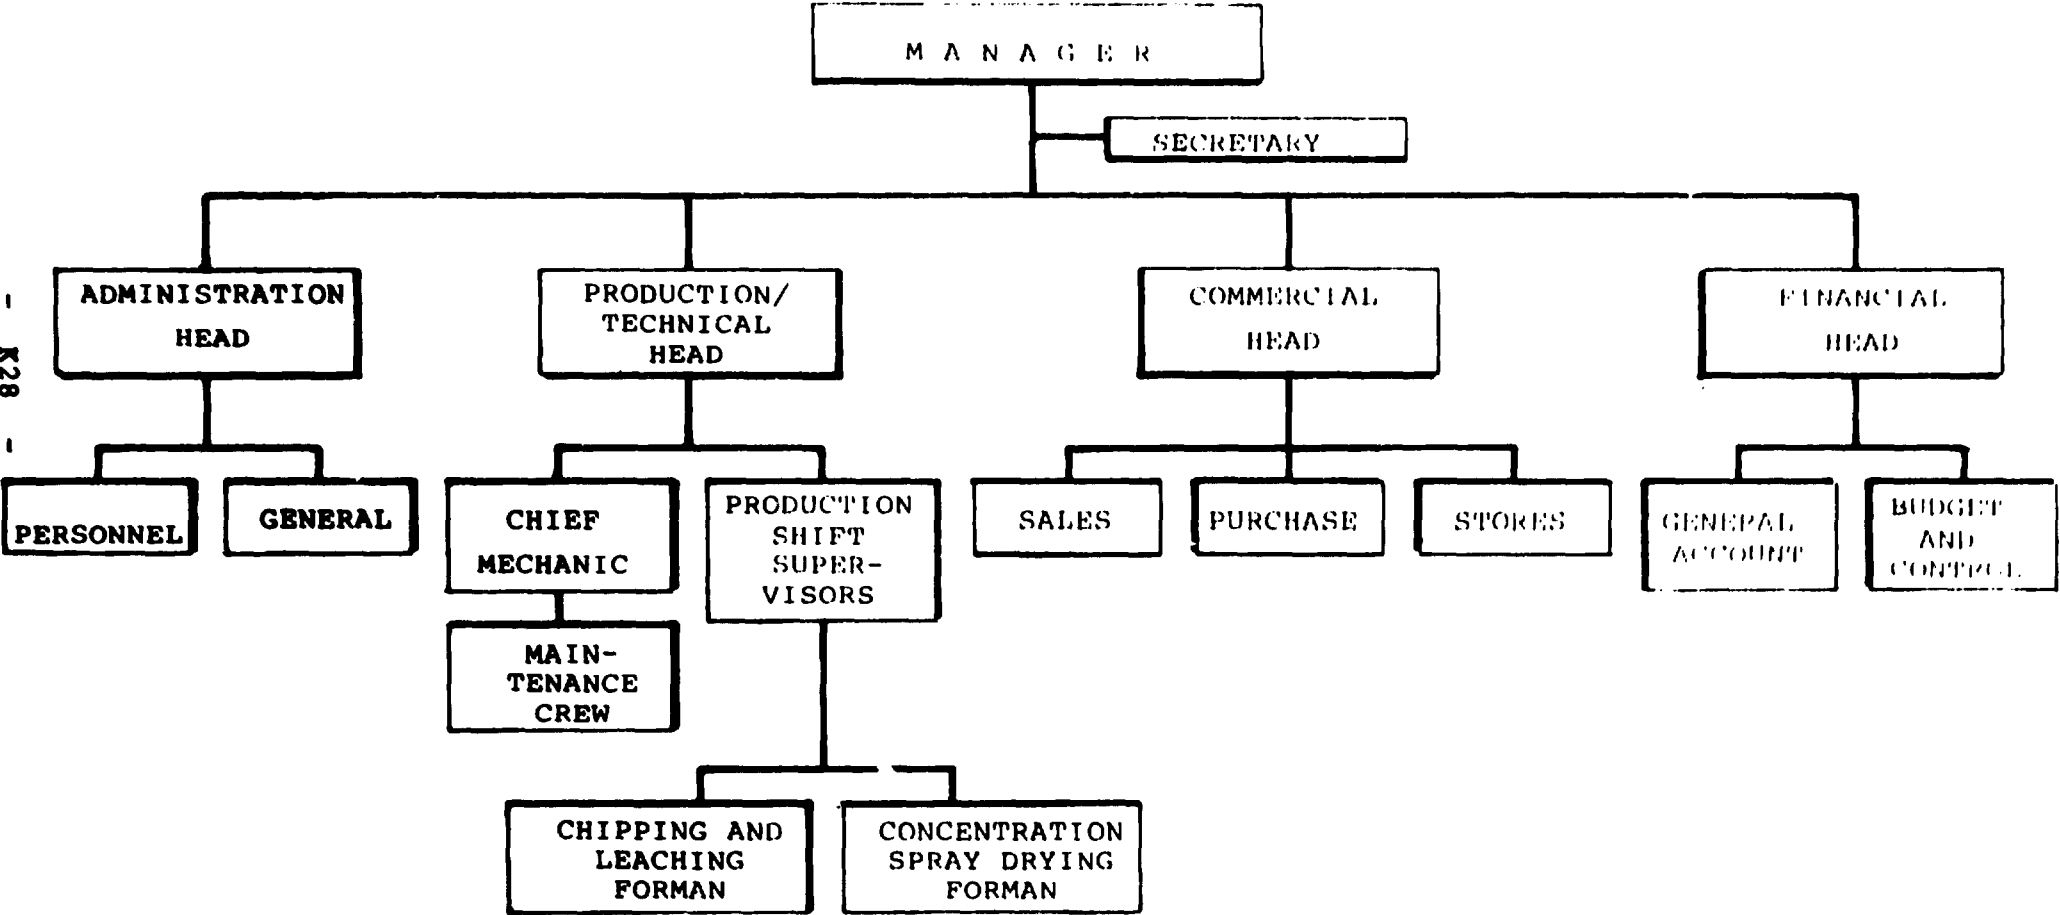 M A N A G E R
SECRETARY
ADMINISTRATION
HEAD
PRODUCTION/
TECHNICAL
HEAD
COMMERCIAL
HEAD
FINANCIAL
HEAD
- K28 -
PERSONNEL
GENERAL
CHIEF
MECHANIC
PRODUCTION
SHIFT
SUPER-
VISORS
SALES
PURCHASE
STORES
GENERAL
ACCOUNT
BUDGET
AND
CONTROL
MAIN-
TENANCE
CREW
CHIPPING AND
LEACHING
FORMAN
CONCENTRATION
SPRAY DRYING
FORMAN